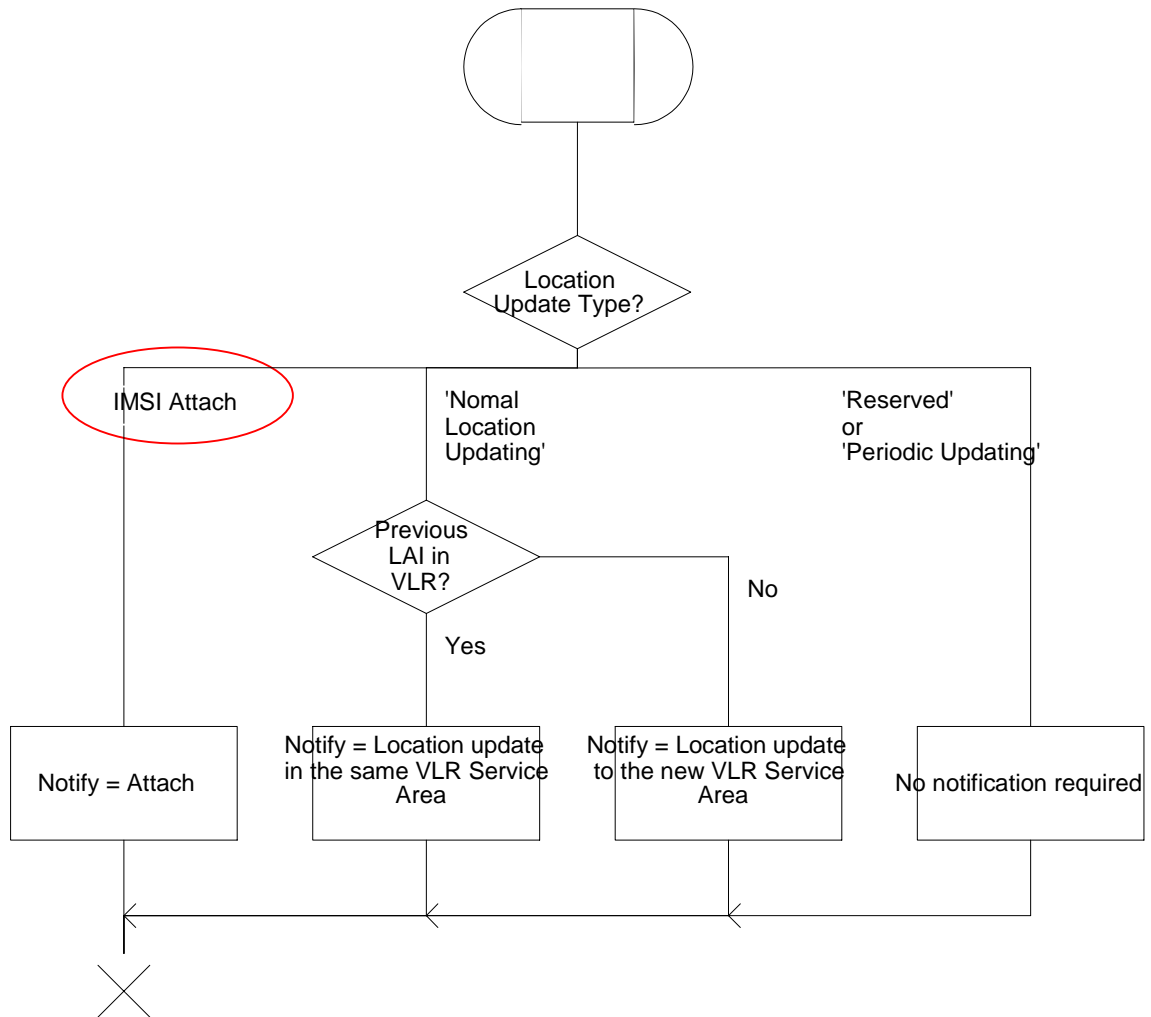 Location
Update Type?
IMSI Attach
'Nomal
Location
Updating'
'Reserved'
or
'Periodic Updating'
Previous
LAI in
VLR?
No
Yes
Notify = Attach
Notify = Location update
in the same VLR Service
Area
Notify = Location update
to the new VLR Service
Area
No notification required